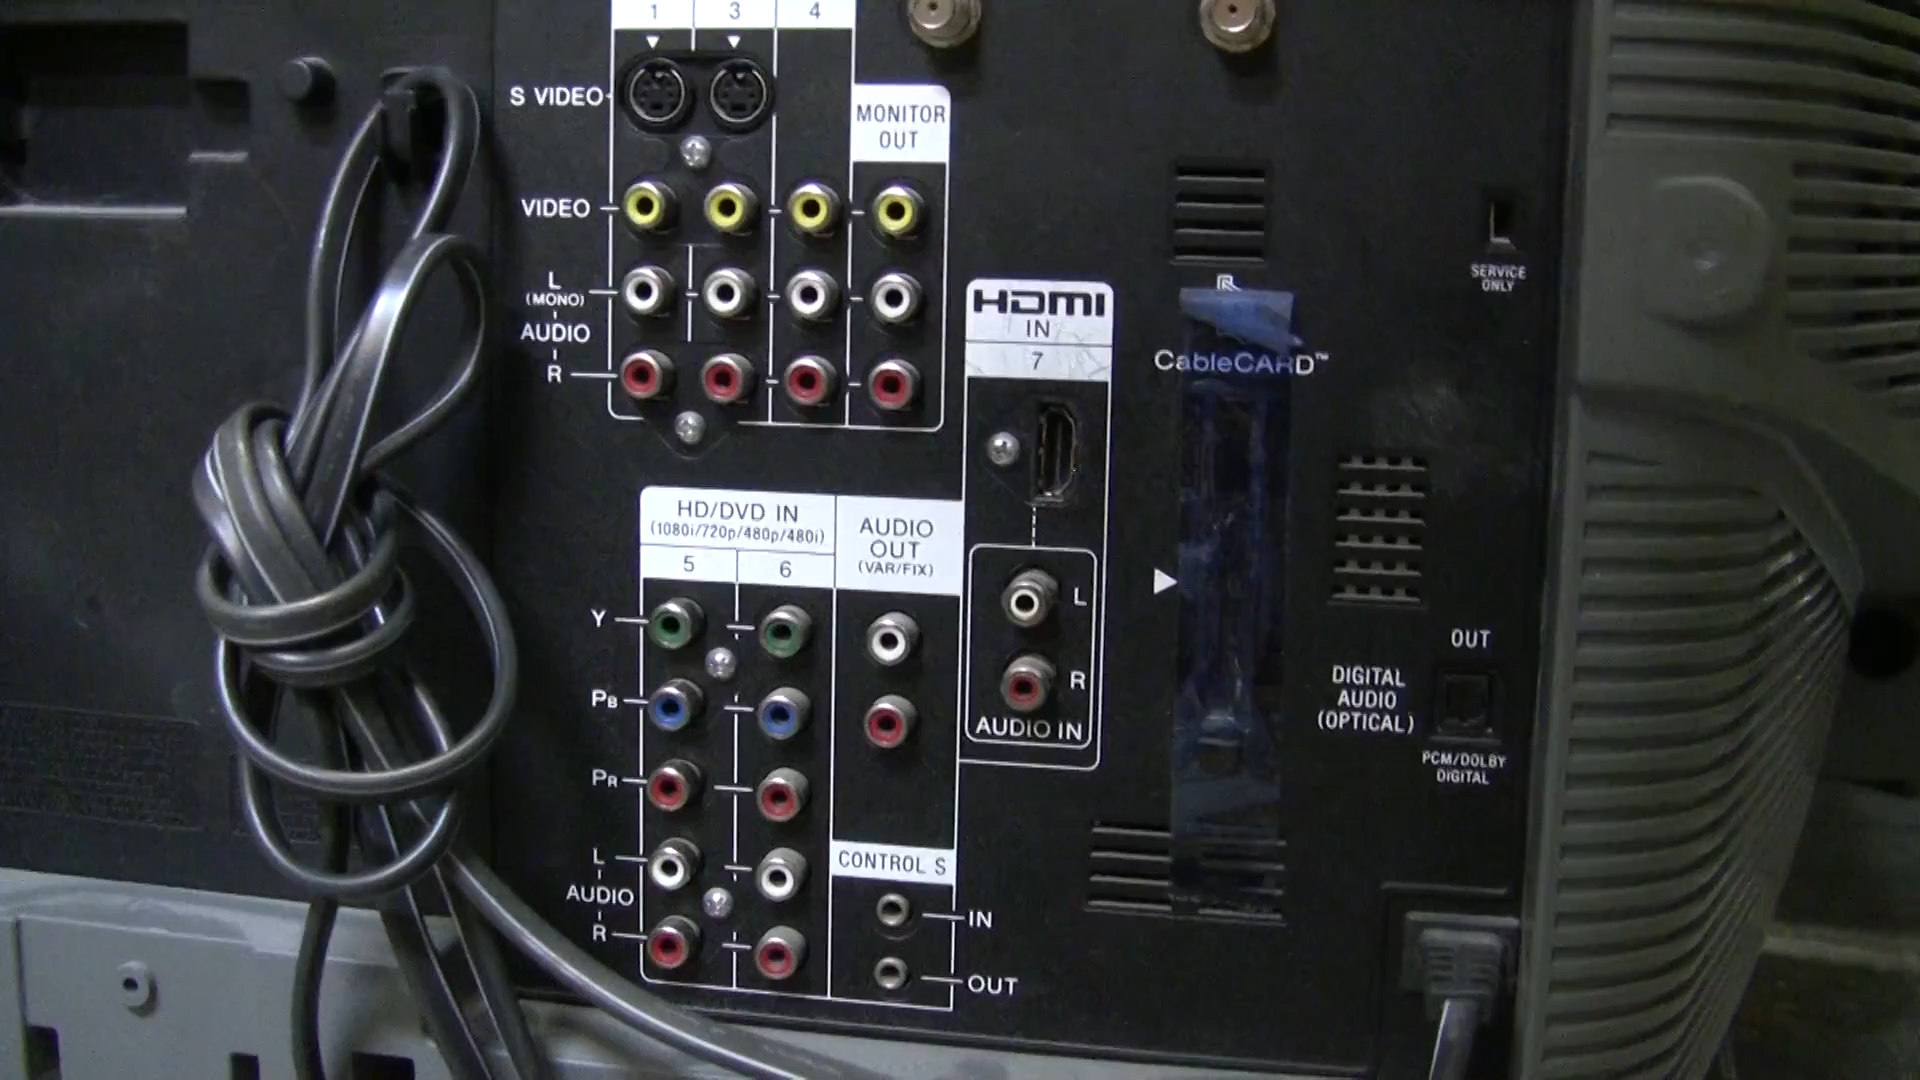 1 3 4
S VIDEO
MONITOR
OUT
VIDEO
L
(MONO)
AUDIO
R
HDMI
IN
7
CableCARD™
SERVICE
ONLY
HD/DVD IN
(1080i/720p/480p/480i)
5 6
AUDIO
OUT
(VAR/FIX)
Y
PB
PR
L
AUDIO
R
L
R
AUDIO IN
OUT
DIGITAL
AUDIO
(OPTICAL)
PCM/DOLBY
DIGITAL
CONTROL S
IN
OUT